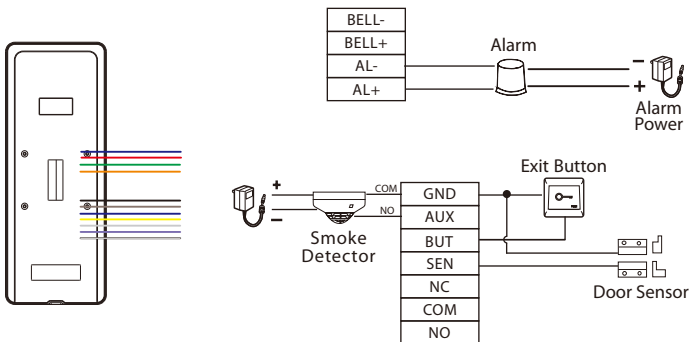 BELL-
BELL+
AL-
AL+
Alarm
−
+
Alarm
Power
+
−
Smoke
Detector
COM
NO
GND
AUX
BUT
SEN
NC
COM
NO
Exit Button
Door Sensor